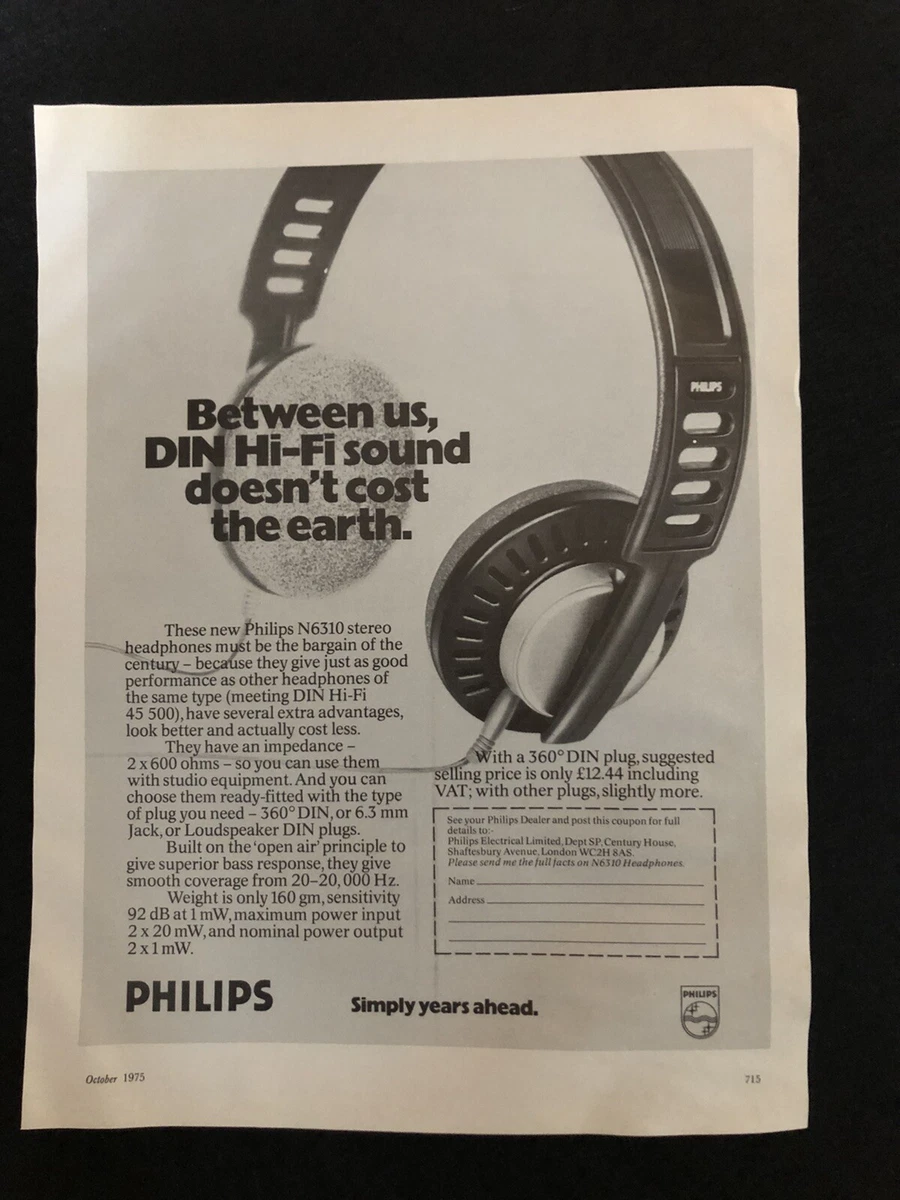 PHILIPS
Between us,
DIN Hi-Fi sound
doesn't cost
the earth.
These new Philips N6310 stereo
headphones must be the bargain of the
century – because they give just as good
performance as other headphones of
the same type (meeting DIN Hi-Fi
45 500), have several extra advantages,
look better and actually cost less.
They have an impedance –
2 x 600 ohms – so you can use them
with studio equipment. And you can
choose them ready-fitted with the type
of plug you need – 360° DIN, or 6.3 mm
Jack, or Loudspeaker DIN plugs.
Built on the 'open air' principle to
give superior bass response, they give
smooth coverage from 20–20,000 Hz.
Weight is only 160 gm, sensitivity
92 dB at 1 mW, maximum power input
2 x 20 mW, and nominal power output
2 x 1 mW.
With a 360° DIN plug, suggested
selling price is only £12.44 including
VAT; with other plugs, slightly more.
See your Philips Dealer and post this coupon for full
details to:-
Philips Electrical Limited, Dept SP, Century House,
Shaftesbury Avenue, London WC2H 8AS.
Please send me the full facts on N6310 Headphones.
Name
Address
PHILIPS
Simply years ahead.
PHILIPS
October 1975
715